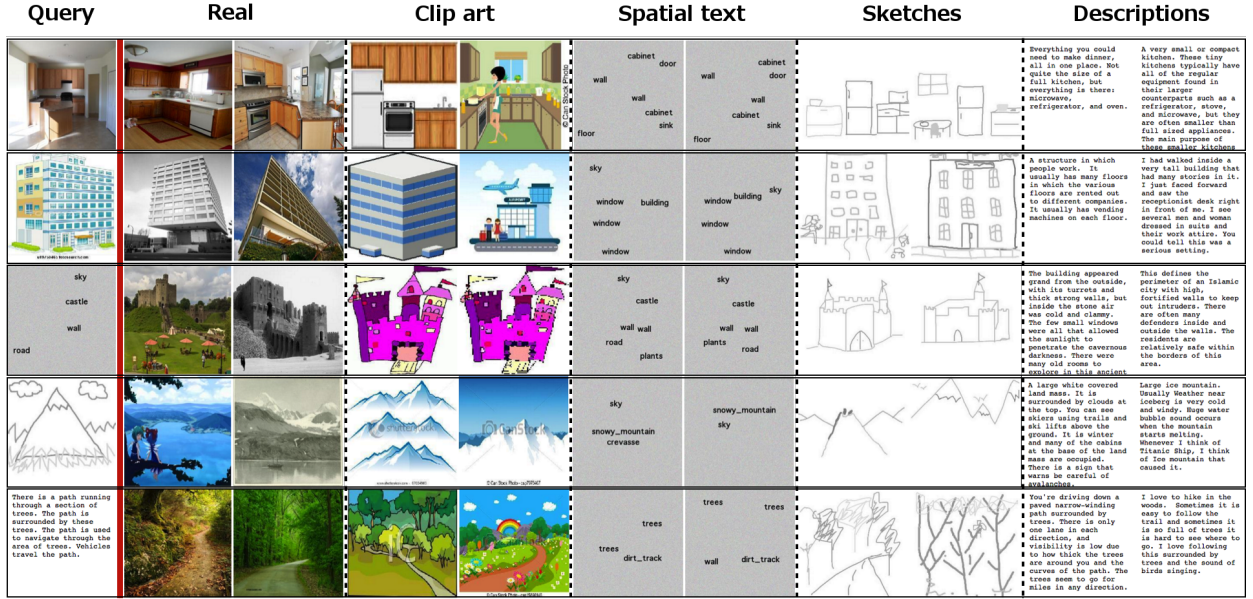 Query Real Clip art Spatial text Sketches Descriptions
cabinet
door
wall
wall
cabinet
sink
floor
cabinet
wall
door
wall
cabinet
sink
floor
© Can Stock Photo
Everything you could
need to make dinner,
all in one place. Not
quite the size of a
full kitchen, but
everything is there:
microwave,
refrigerator, and oven.
A very small or compact
kitchen. These tiny
kitchens typically have
all of the regular
equipment found in
their larger
counterparts such as a
refrigerator, stove,
and microwave, but they
are often smaller than
full sized appliances.
The main purpose of
these smaller kitchens
AIRPORT
sky
window
building
window
window
sky
building
window
window
window
A structure in which
people work. It
usually has many floors
in which the various
floors are rented out
to different companies.
It usually has vending
machines on each floor.
I had walked inside a
very tall building that
had many stories in it.
I just faced forward
and saw the
receptionist desk right
in front of me. I see
several men and woman
dressed in suits and
their work attire. You
could tell this was a
serious setting.
sky
castle
wall
road
sky
castle
wall wall
road
plants
sky
castle
wall wall
plants
road
The building appeared
grand from the outside,
with its turrets and
thick strong walls, but
inside the stone air
was cold and clammy.
The few small windows
were all that allowed
the sunlight to
penetrate the cavernous
darkness. There were
many old rooms to
explore in this ancient
This defines the
perimeter of an Islamic
city with high,
fortified walls to keep
out intruders. There
are often many
defenders inside and
outside the walls. The
residents are
relatively safe within
the borders of this
area.
shutterstock
CanStock
sky
snowy_mountain
crevasse
snowy_mountain
sky
A large white covered
land mass. It is
surrounded by clouds at
the top. You can see
skiers using trails and
ski lifts above the
ground. It is winter
and many of the cabins
at the base of the land
mass are occupied.
There is a sign that
warns be careful of
avalanches.
Large ice mountain.
Usually Weather near
iceberg is very cold
and windy. Huge water
bubble sound occurs
when the mountain
starts melting.
Whenever I think of
Titanic Ship, I think
of Ice mountain that
caused it.
There is a path running
through a section of
trees. The path is
surrounded by these
trees. The path is used
to navigate through the
area of trees. Vehicles
travel the path.
trees
trees
dirt_track
trees
trees
wall
dirt_track
You're driving down a
paved narrow-winding
path surrounded by
trees. There is only
one lane in each
direction, and
visibility is low due
to how thick the trees
are around you and the
curves of the path. The
trees seem to go for
miles in any direction.
I love to hike in the
woods. Sometimes it is
easy to follow the
trail and sometimes it
is so full of trees it
is hard to see where to
go. I love following
this surrounded by
trees and the sound of
birds singing.